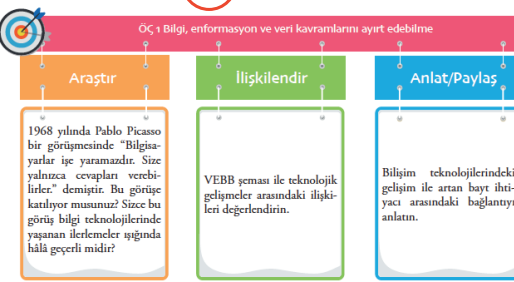 ÖÇ 1 Bilgi, enformasyon ve veri kavramlarını ayırt edebilme
Araştır
1968 yılında Pablo Picasso
bir görüşmesinde “Bilgisa-
yarlar işe yaramazdır. Size
yalnızca cevapları verebi-
lirler.” demiştir. Bu görüşe
katılıyor musunuz? Sizce bu
görüş bilgi teknolojilerinde
yaşanan ilerlemeler ışığında
hâlâ geçerli midir?
İlişkilendir
VEBB şeması ile teknolojik
gelişmeler arasındaki ilişki-
leri değerlendirin.
Anlat/Paylaş
Bilişim teknolojilerindeki
gelişim ile artan bayt ihti-
yacı arasındaki bağlantıyı
anlatın.